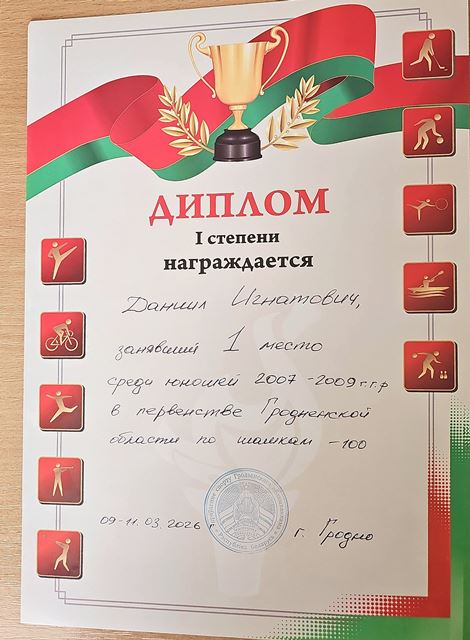 ДИПЛОМ
I степени
награждается
Даниил Игнатович,
занявший 1 место
среди юношей 2007-2009 г.г.р
в первенстве Гродненской
области по шашкам -100
09-11.03.2026 г.
г. Гродно